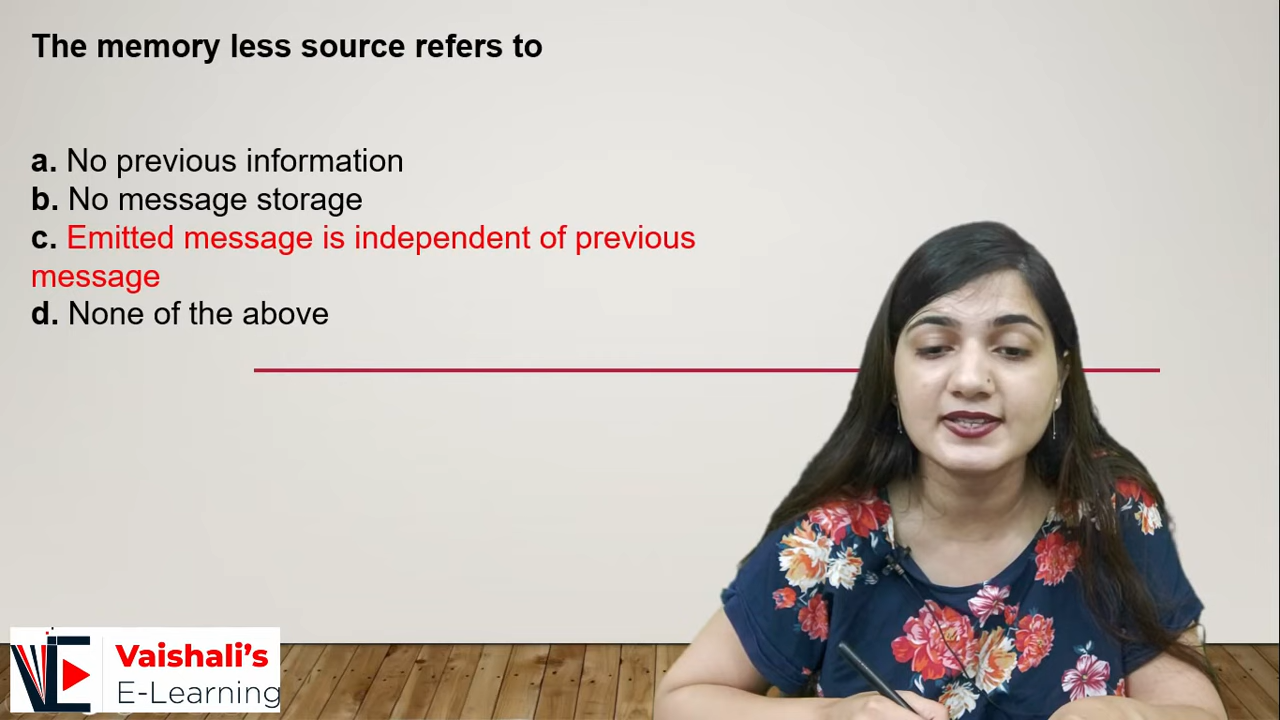 The memory less source refers to
a. No previous information
b. No message storage
c. Emitted message is independent of previous
message
d. None of the above
Vaishali's
E-Learning